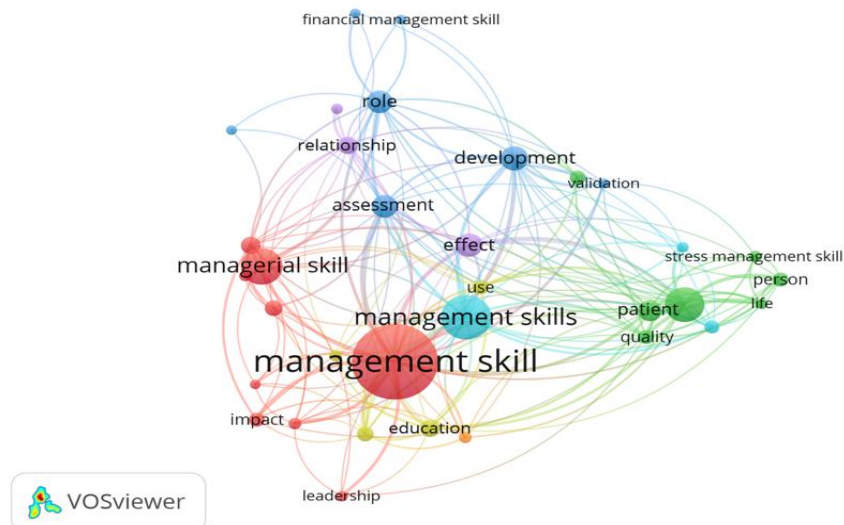 financial management skill
role
relationship
development
validation
assessment
effect
stress management skill
managerial skill
person
use
life
patient
management skills
quality
management skill
impact
education
leadership
VOSviewer